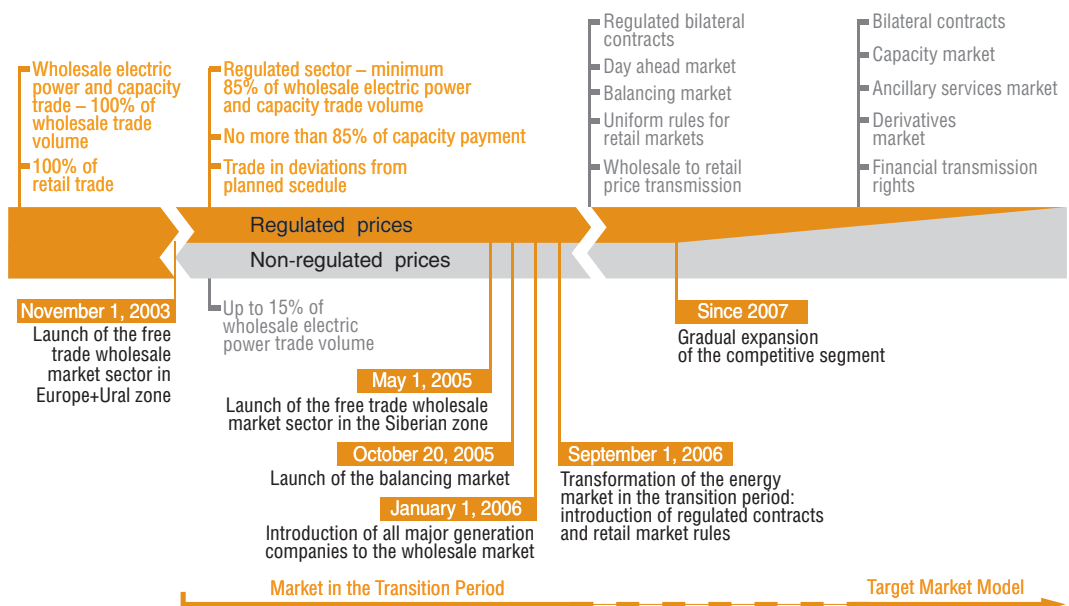 Wholesale electric
power and capacity
trade – 100% of
wholesale trade
volume
100% of
retail trade
Regulated sector – minimum
85% of wholesale electric power
and capacity trade volume
No more than 85% of capacity payment
Trade in deviations from
planned scedule
Regulated bilateral
contracts
Day ahead market
Balancing market
Uniform rules for
retail markets
Wholesale to retail
price transmission
Bilateral contracts
Capacity market
Ancillary services market
Derivatives
market
Financial transmission
rights
Regulated prices
Non-regulated prices
November 1, 2003
Launch of the free
trade wholesale
market sector in
Europe+Ural zone
Up to 15% of
wholesale electric
power trade volume
May 1, 2005
Launch of the free trade wholesale
market sector in the Siberian zone
October 20, 2005
Launch of the balancing market
January 1, 2006
Introduction of all major generation
companies to the wholesale market
September 1, 2006
Transformation of the energy
market in the transition period:
introduction of regulated contracts
and retail market rules
Since 2007
Gradual expansion
of the competitive segment
Market in the Transition Period
Target Market Model